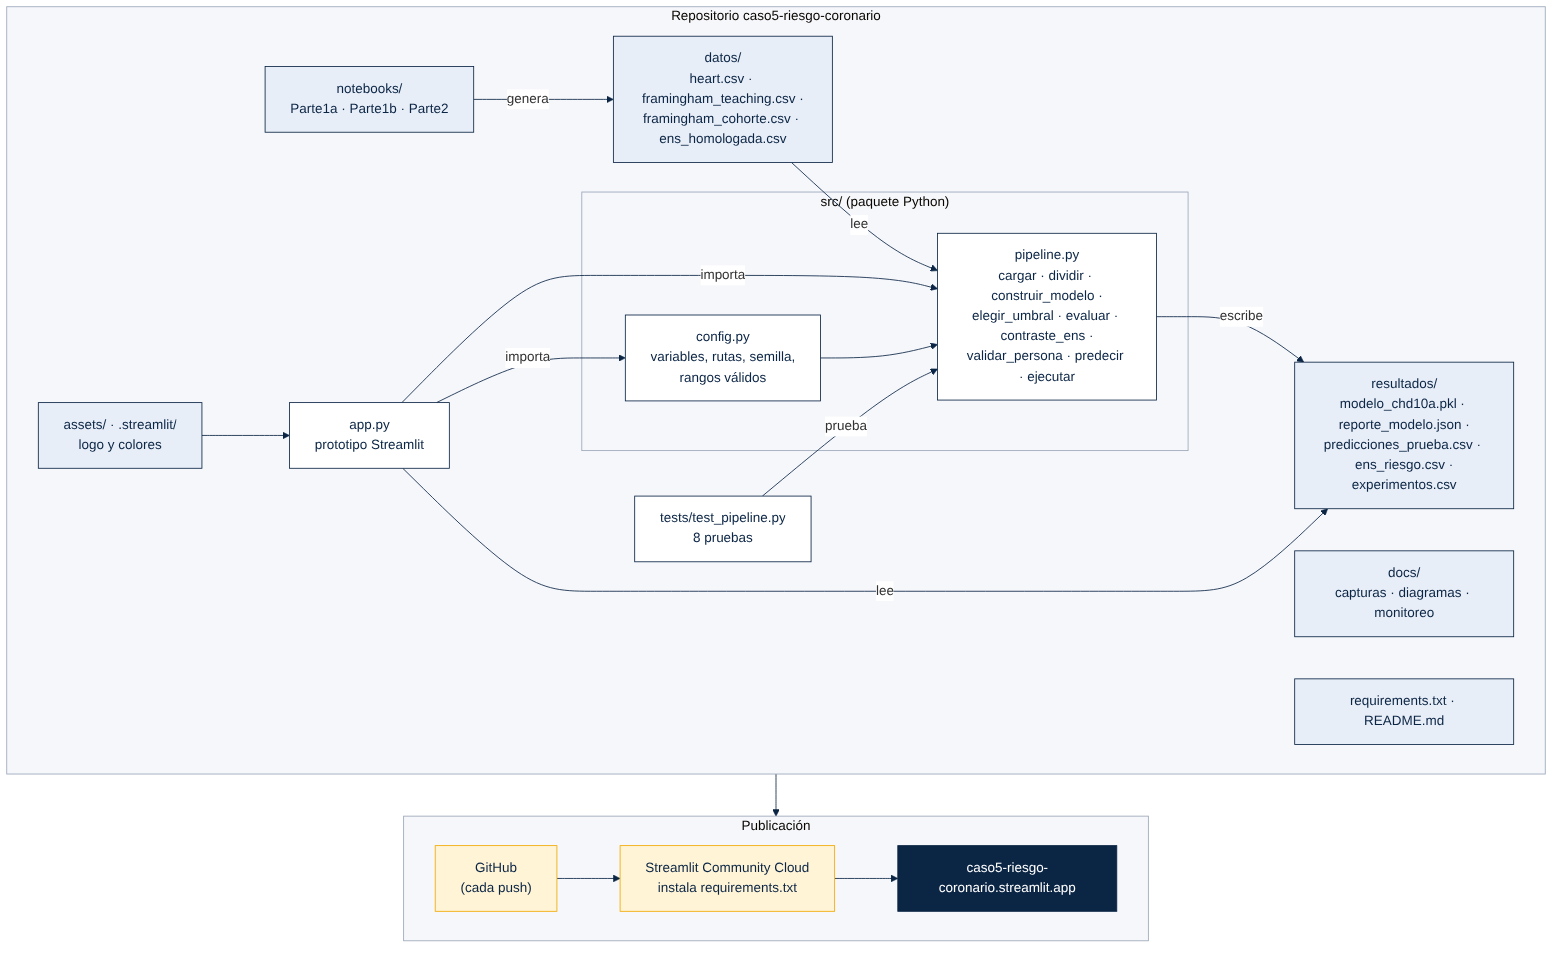 Repositorio caso5-riesgo-coronario
notebooks/
Parte1a · Parte1b · Parte2
genera
datos/
heart.csv ·
framingham_teaching.csv ·
framingham_cohorte.csv ·
ens_homologada.csv
src/ (paquete Python)
lee
importa
pipeline.py
cargar · dividir ·
construir_modelo ·
elegir_umbral · evaluar ·
contraste_ens ·
validar_persona · predecir
· ejecutar
escribe
importa
config.py
variables, rutas, semilla,
rangos válidos
assets/ · .streamlit/
logo y colores
app.py
prototipo Streamlit
prueba
resultados/
modelo_chd10a.pkl ·
reporte_modelo.json ·
predicciones_prueba.csv ·
ens_riesgo.csv ·
experimentos.csv
tests/test_pipeline.py
8 pruebas
lee
docs/
capturas · diagramas ·
monitoreo
requirements.txt ·
README.md
Publicación
GitHub
(cada push)
Streamlit Community Cloud
instala requirements.txt
caso5-riesgo-
coronario.streamlit.app